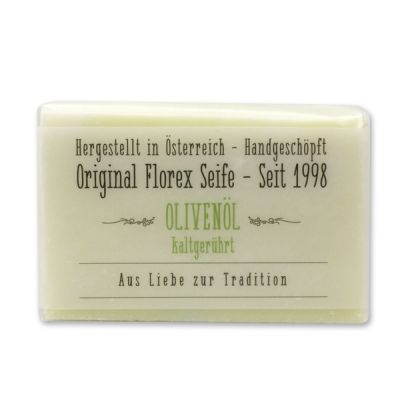 Hergestellt in Österreich - Handgeschöpft
Original Florex Seife - Seit 1998
OLIVENÖL
kaltgerührt
Aus Liebe zur Tradition